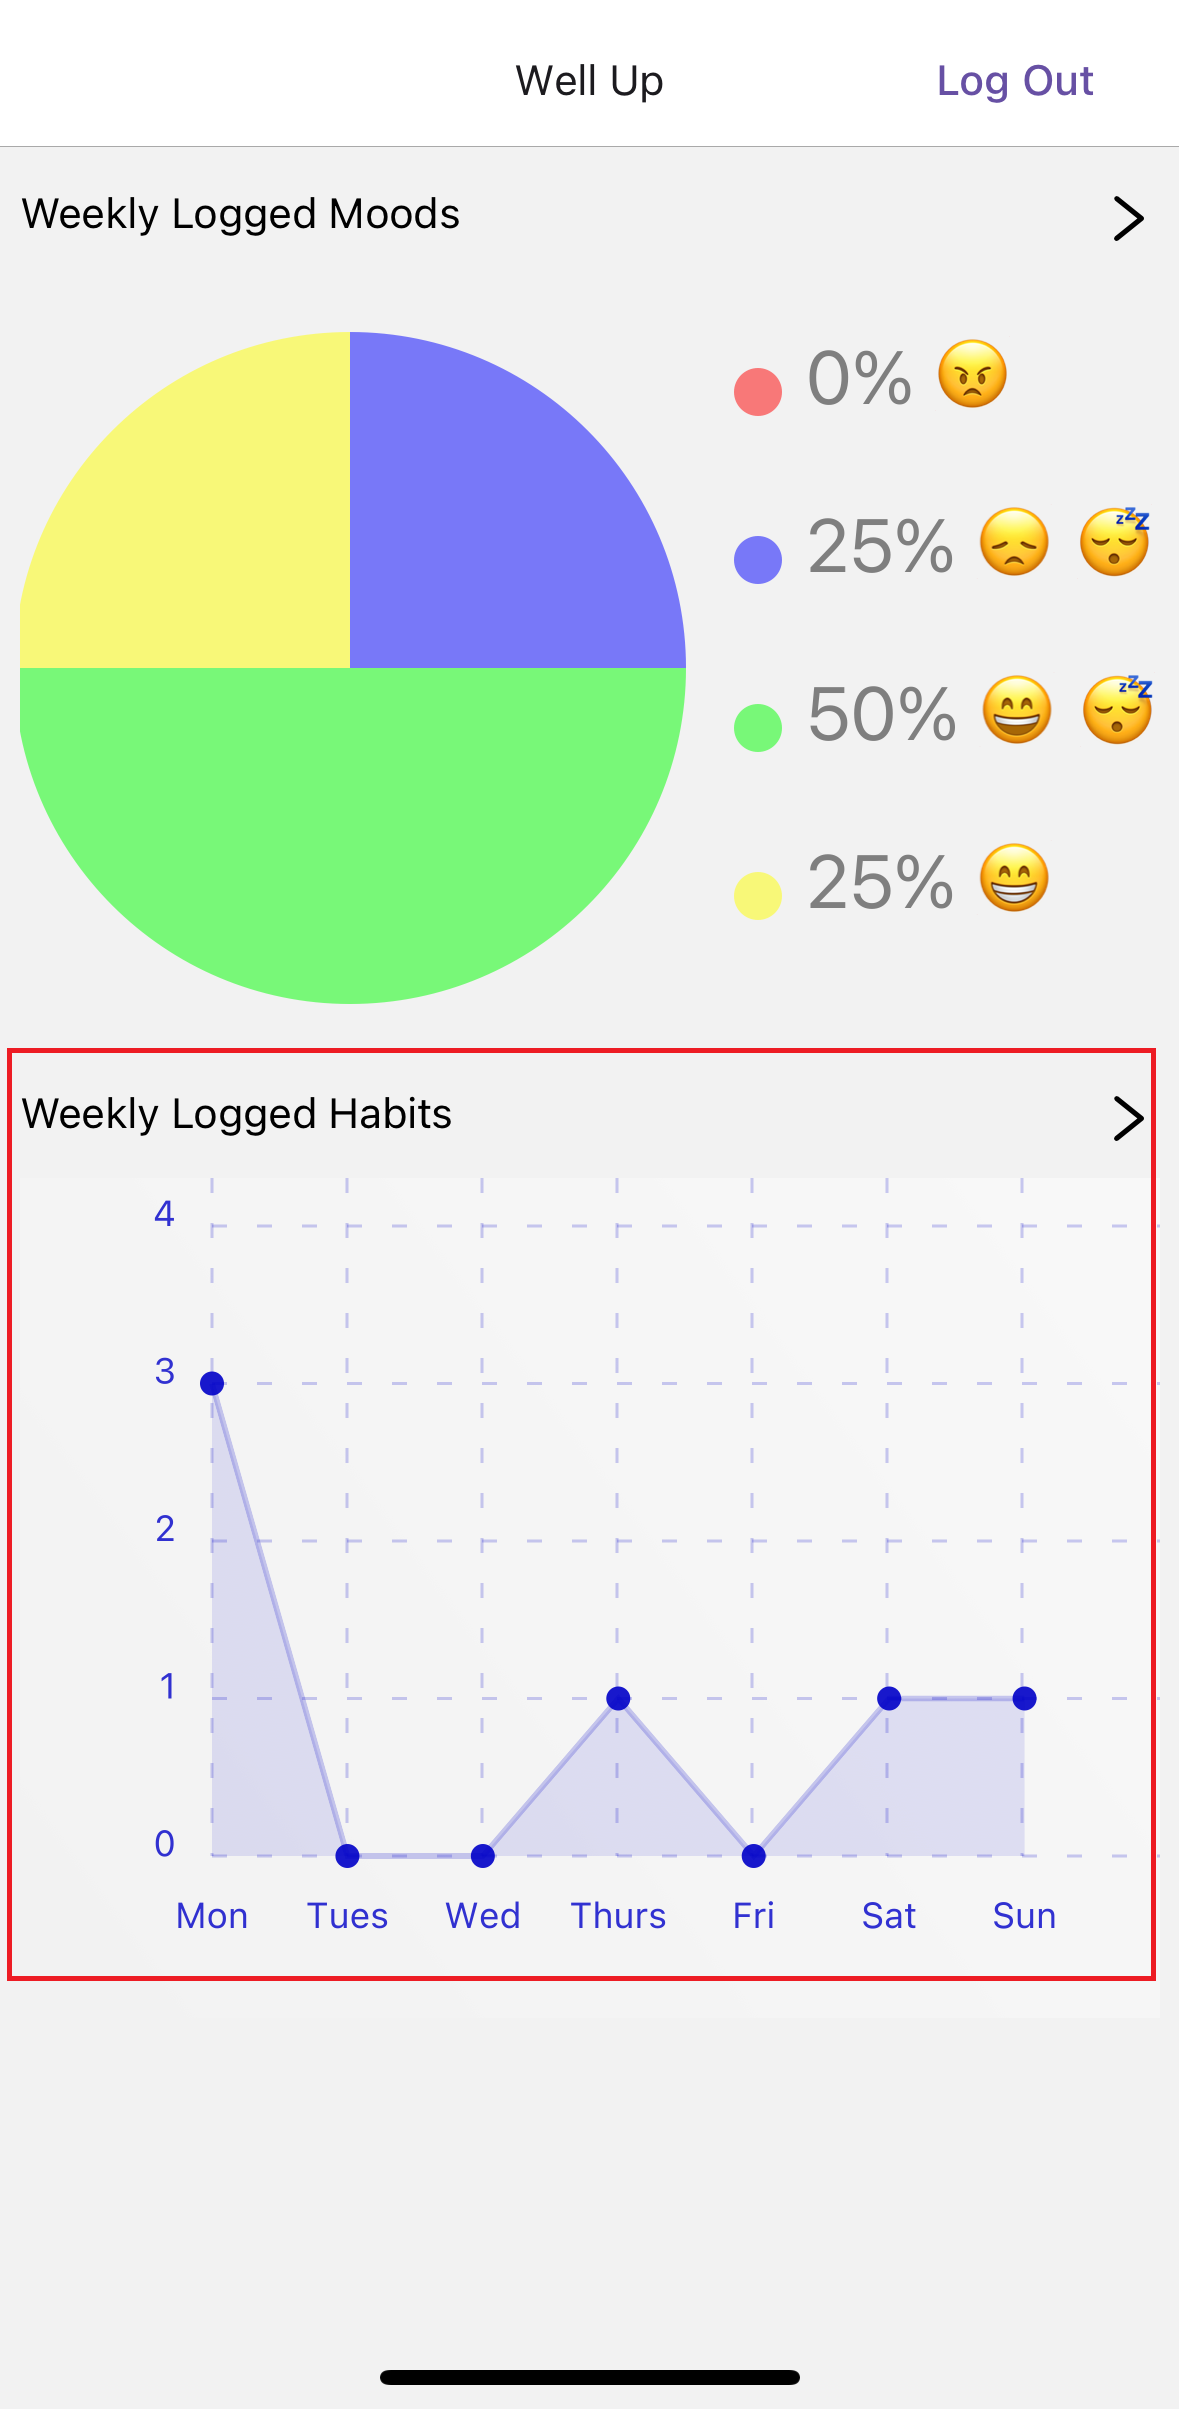 Well Up
Log Out
Weekly Logged Moods
0% 😠
25% 😞 😴
50% 😄 😴
25% 😁
Weekly Logged Habits
4
3
2
1
0
Mon Tues Wed Thurs Fri Sat Sun